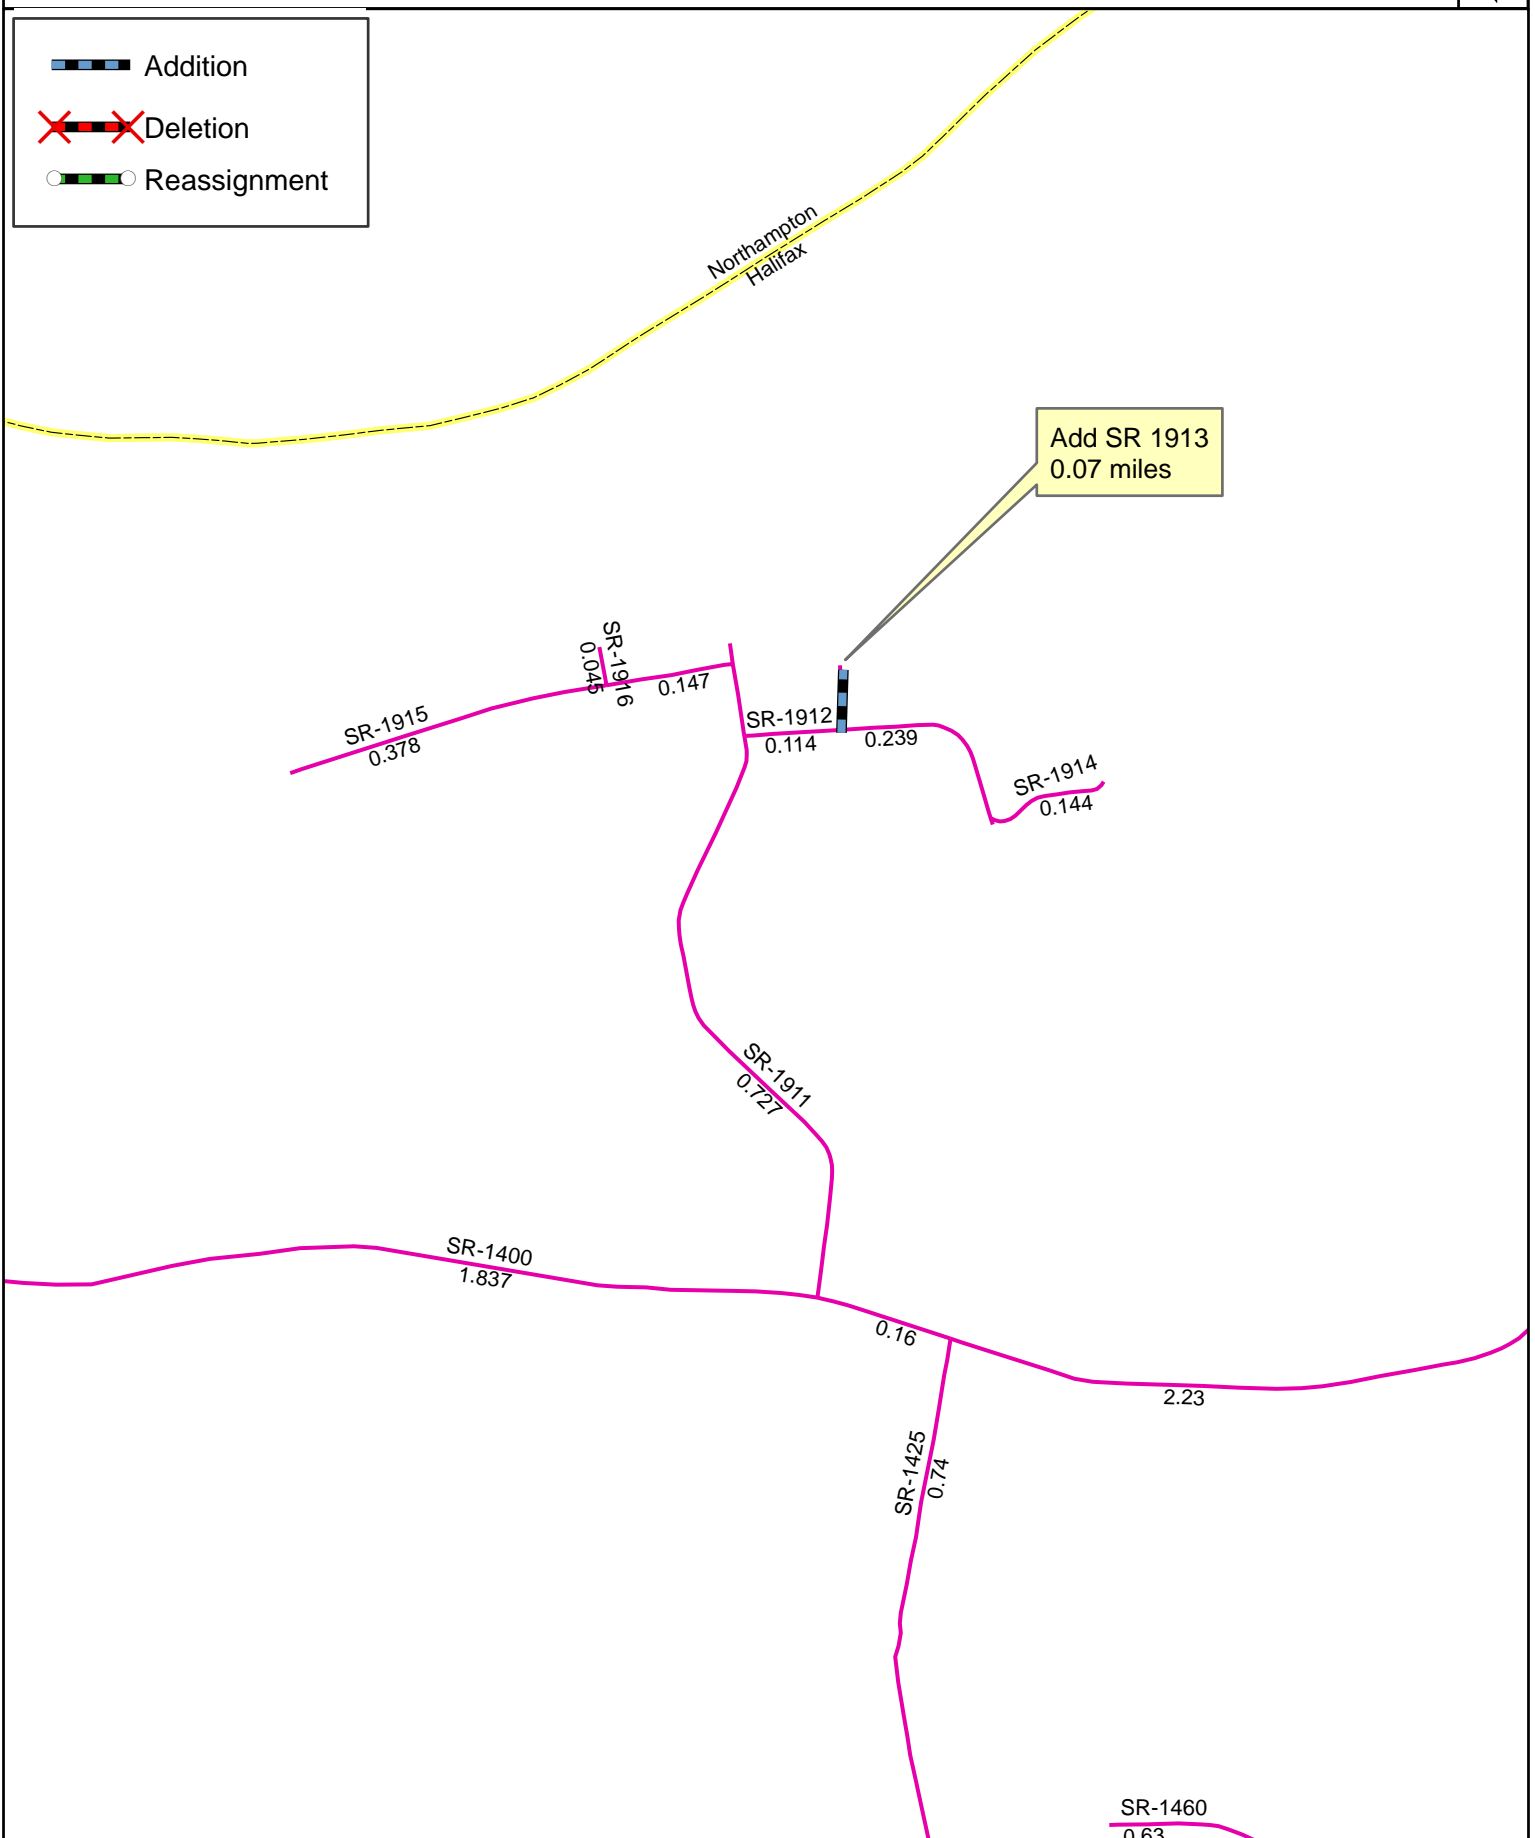 Addition
Deletion
Reassignment
Northampton
Halifax
Add SR 1913
0.07 miles
SR-1916
0.045
0.147
SR-1915
0.378
SR-1912
0.114
0.239
SR-1914
0.144
SR-1911
0.727
SR-1400
1.837
0.16
2.23
SR-1425
0.74
SR-1460
0.63